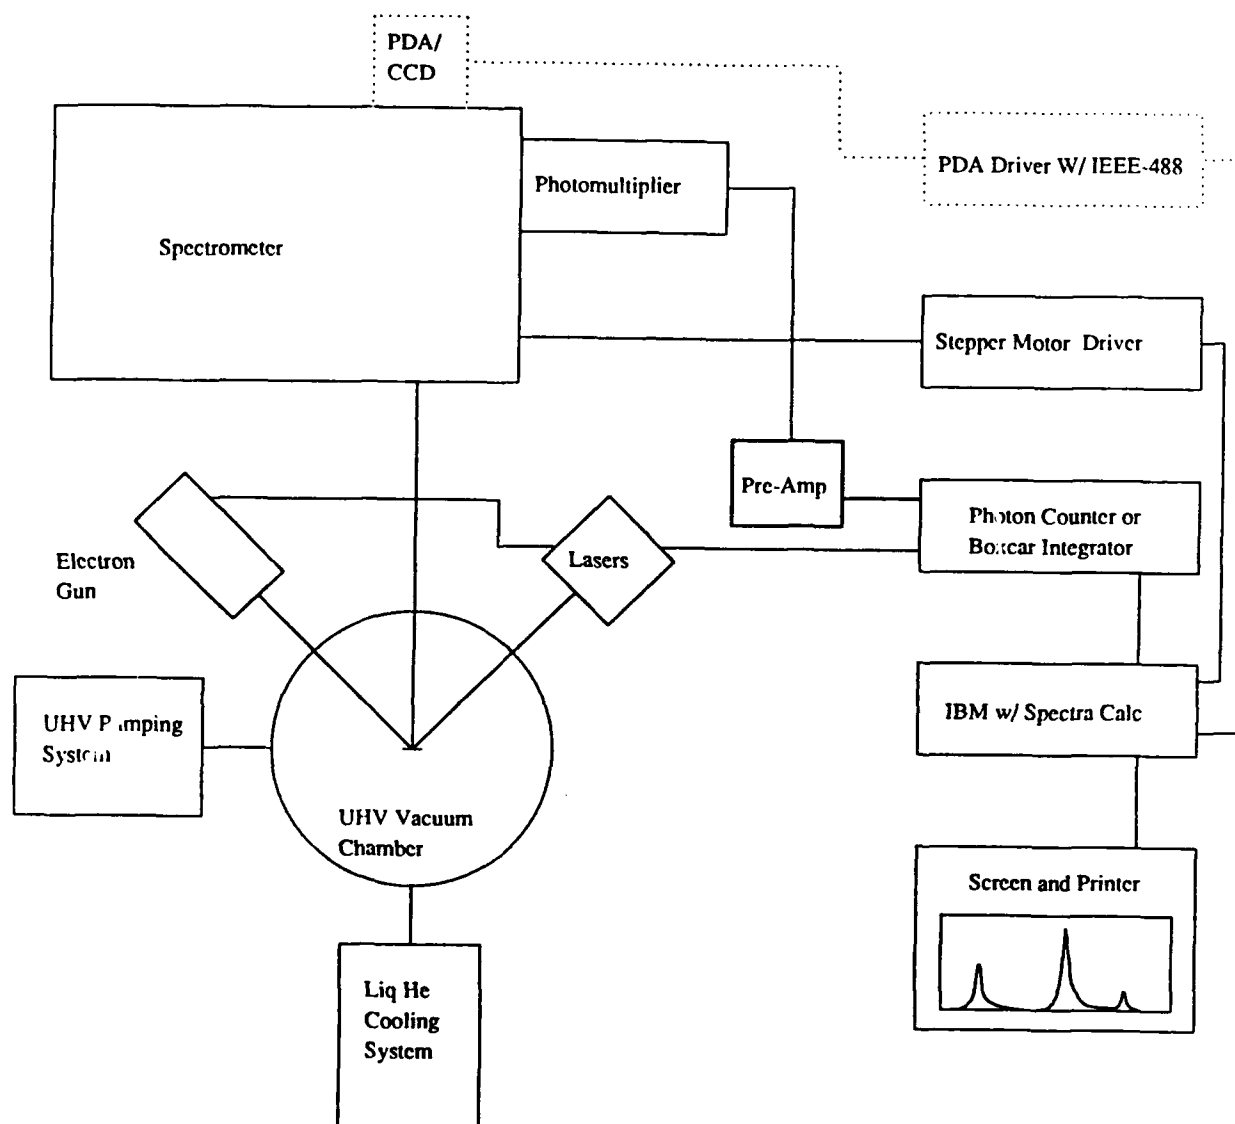 PDA/
CCD
PDA Driver W/ IEEE-488
Photomultiplier
Spectrometer
Stepper Motor Driver
Pre-Amp
Photon Counter or
Boxcar Integrator
Electron
Gun
Lasers
UHV Pumping
System
IBM w/ Spectra Calc
UHV Vacuum
Chamber
Screen and Printer
Liq He
Cooling
System